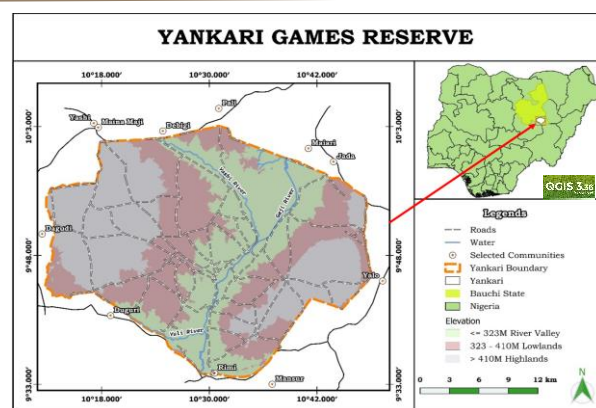 YANKARI GAMES RESERVE
10°18.000'
10°30.000'
10°42.000'
10°3.000'
9°48.000'
9°33.000'
Yashi
Maina Maji
Debigi
Pali
Maiari
Jada
Yashi River
Deli River
Dagudi
Yalo
Duguri
Yuli River
Rimi
Mansur
10°18.000'
10°30.000'
10°42.000'
10°3.000'
9°48.000'
9°33.000'
QGIS 3.36
Legends
Roads
Water
Selected Communities
Yankari Boundary
Yankari
Bauchi State
Nigeria
Elevation
<= 323M River Valley
323 - 410M Lowlands
> 410M Highlands
N
0 3 6 9 12 km